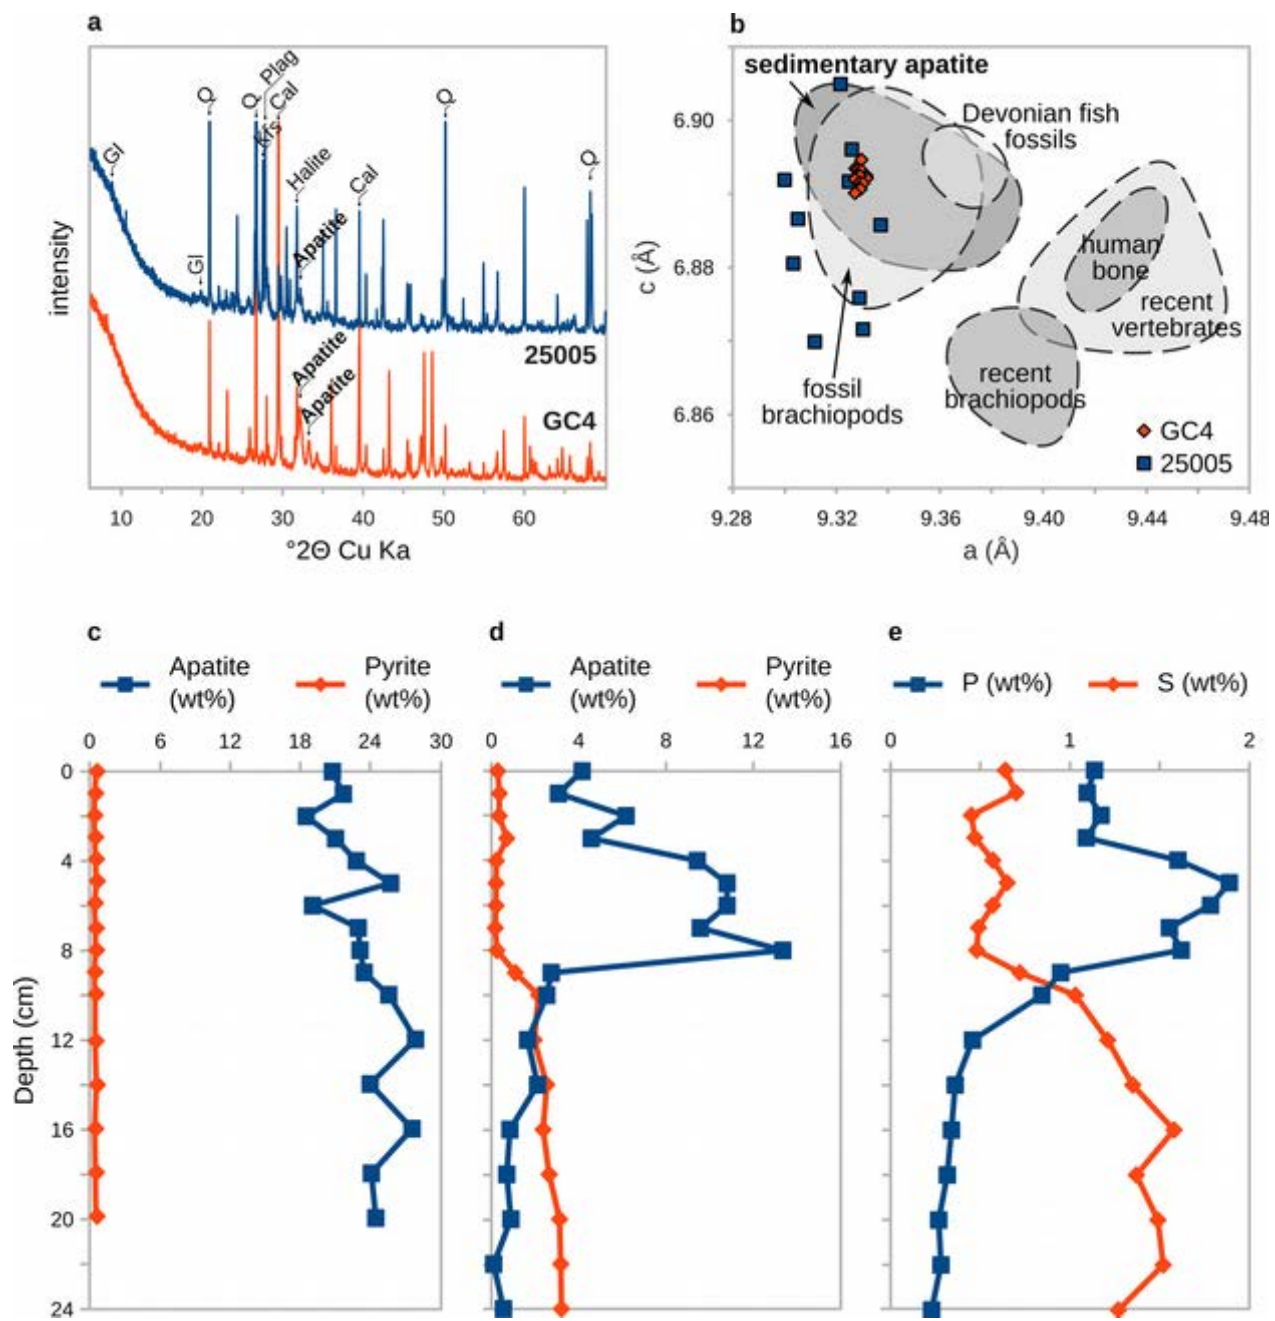 a
Gl
Gl
Q
Q
Kfs
Plag
Cal
Halite
Apatite
Cal
Q
Q
25005
Apatite
Apatite
GC4
intensity
10 20 30 40 50 60
°2Θ Cu Ka
b
sedimentary apatite
Devonian fish
fossils
human
bone
recent
vertebrates
recent
brachiopods
fossil
brachiopods
GC4
25005
c (Å)
6.90
6.88
6.86
9.28 9.32 9.36 9.40 9.44 9.48
a (Å)
c
Apatite
(wt%)
Pyrite
(wt%)
0 6 12 18 24 30
0
4
8
12
16
20
24
Depth (cm)
d
Apatite
(wt%)
Pyrite
(wt%)
0 4 8 12 16
e
P (wt%)
S (wt%)
0 1 2